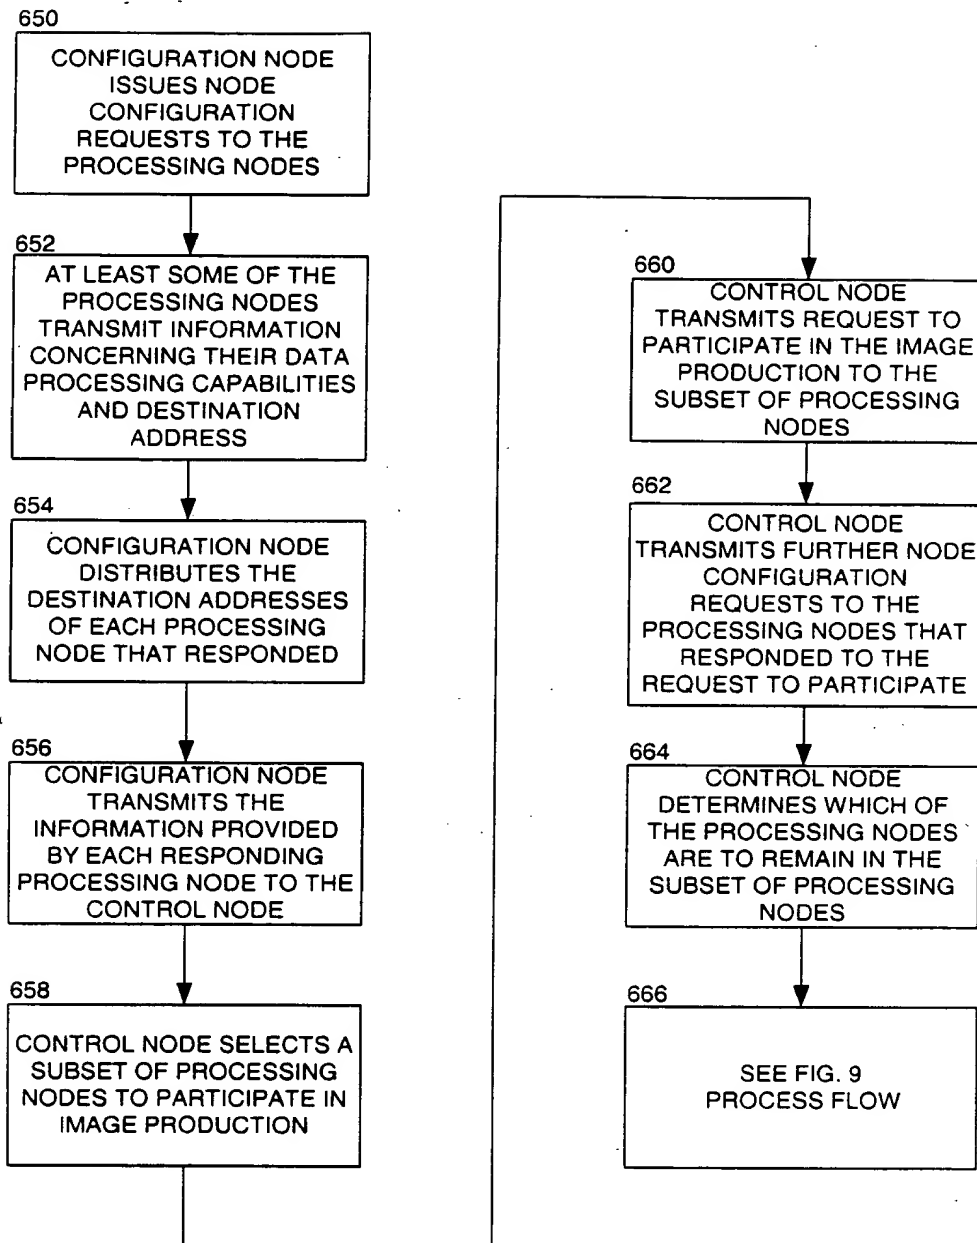 650
CONFIGURATION NODE
ISSUES NODE
CONFIGURATION
REQUESTS TO THE
PROCESSING NODES
652
AT LEAST SOME OF THE
PROCESSING NODES
TRANSMIT INFORMATION
CONCERNING THEIR DATA
PROCESSING CAPABILITIES
AND DESTINATION
ADDRESS
654
CONFIGURATION NODE
DISTRIBUTES THE
DESTINATION ADDRESSES
OF EACH PROCESSING
NODE THAT RESPONDED
656
CONFIGURATION NODE
TRANSMITS THE
INFORMATION PROVIDED
BY EACH RESPONDING
PROCESSING NODE TO THE
CONTROL NODE
658
CONTROL NODE SELECTS A
SUBSET OF PROCESSING
NODES TO PARTICIPATE IN
IMAGE PRODUCTION
660
CONTROL NODE
TRANSMITS REQUEST TO
PARTICIPATE IN THE IMAGE
PRODUCTION TO THE
SUBSET OF PROCESSING
NODES
662
CONTROL NODE
TRANSMITS FURTHER NODE
CONFIGURATION
REQUESTS TO THE
PROCESSING NODES THAT
RESPONDED TO THE
REQUEST TO PARTICIPATE
664
CONTROL NODE
DETERMINES WHICH OF
THE PROCESSING NODES
ARE TO REMAIN IN THE
SUBSET OF PROCESSING
NODES
666
SEE FIG. 9
PROCESS FLOW